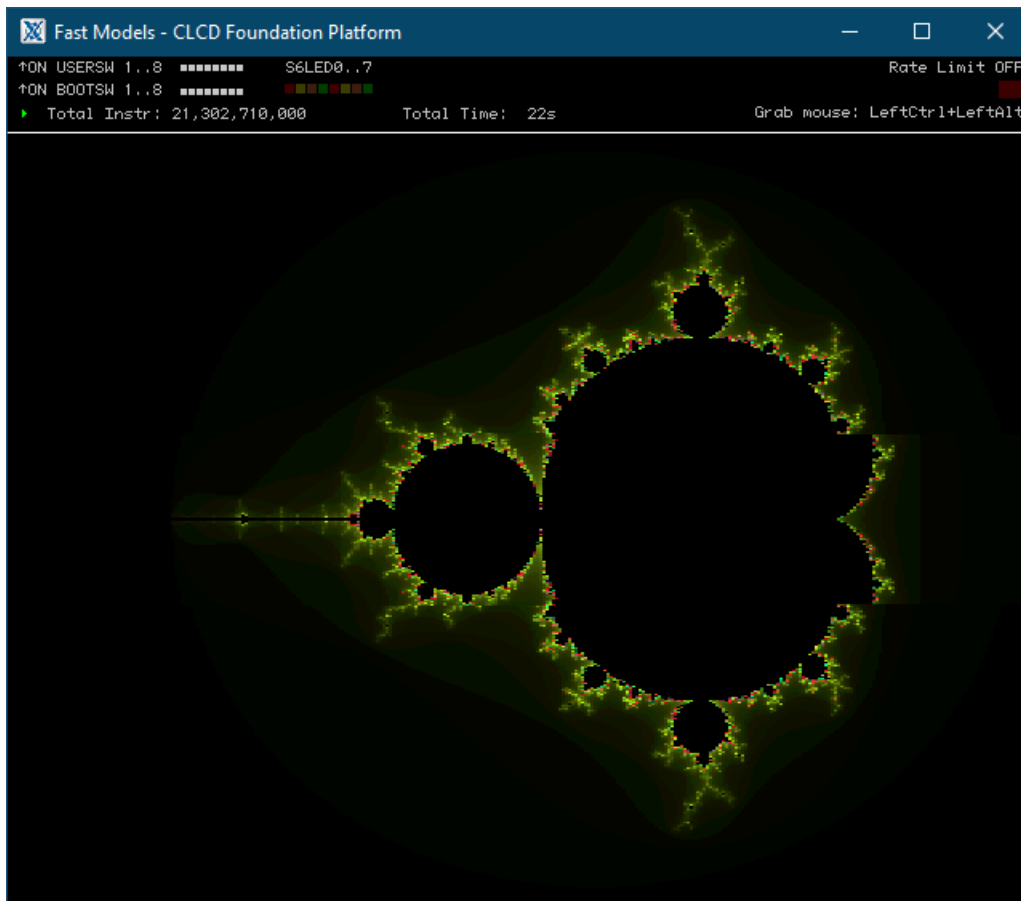 Fast Models - CLCD Foundation Platform
↑ON USERSW 1..8 S6LED0..7 Rate Limit OFF
↑ON BOOTSW 1..8
Total Instr: 21,302,710,000 Total Time: 22s Grab mouse: LeftCtrl+LeftAlt